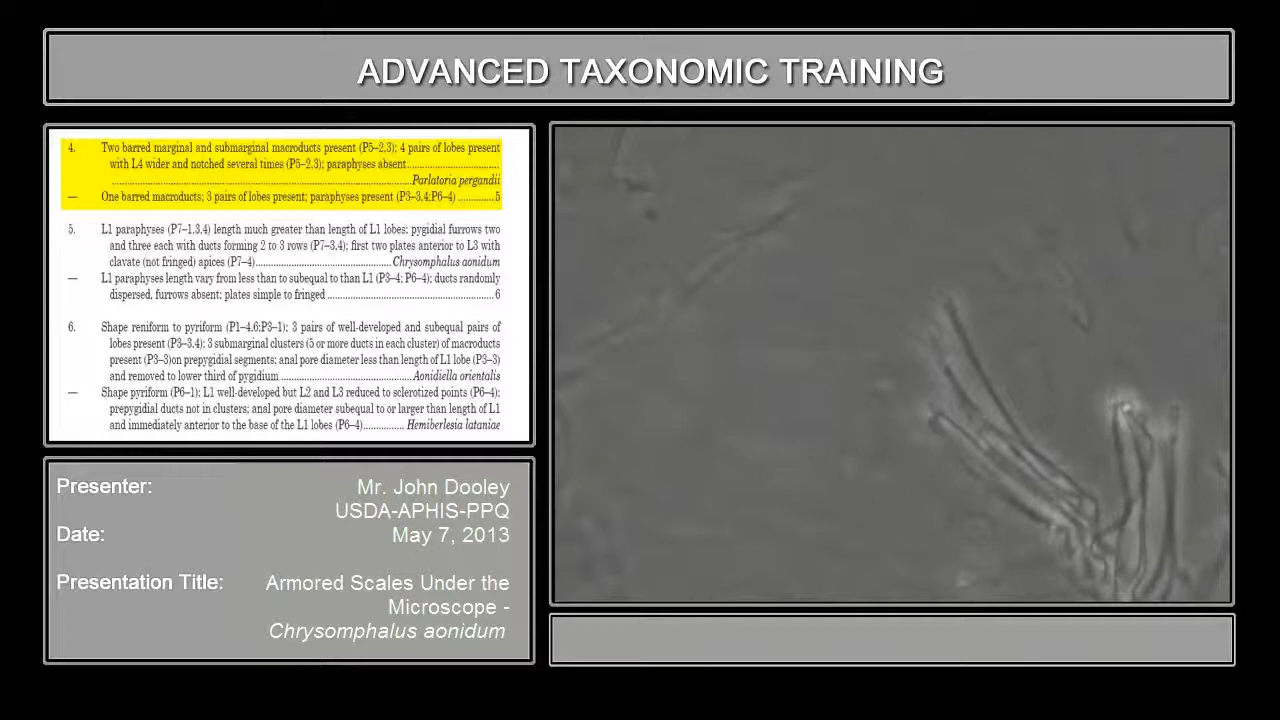 ADVANCED TAXONOMIC TRAINING
4. Two barred marginal and submarginal macroducts present (P5–2,3); 4 pairs of lobes present
with L4 wider and notched several times (P5–2,3); paraphyses absent..............................
..........................................................................................Parlatoria pergandii
— One barred macroducts; 3 pairs of lobes present; paraphyses present (P3–3,4;P6–4) .............5
5. L1 paraphyses (P7–1,3,4) length much greater than length of L1 lobes; pygidial furrows two
and three each with ducts forming 2 to 3 rows (P7–3,4); first two plates anterior to L3 with
clavate (not fringed) apices (P7–4)..............................................Chrysomphalus aonidum
— L1 paraphyses length vary from less than to subequal to than L1 (P3–4; P6–4); ducts randomly
dispersed, furrows absent; plates simple to fringed .......................................................6
6. Shape reniform to pyriform (P1–4,6;P3–1); 3 pairs of well-developed and subequal pairs of
lobes present (P3–3,4); 3 submarginal clusters (5 or more ducts in each cluster) of macroducts
present (P3–3)on prepygidial segments; anal pore diameter less than length of L1 lobe (P3–3)
and removed to lower third of pygidium ............................................Aonidiella orientalis
— Shape pyriform (P6–1); L1 well-developed but L2 and L3 reduced to sclerotized points (P6–4);
prepygidial ducts not in clusters; anal pore diameter subequal to or larger than length of L1
and immediately anterior to the base of the L1 lobes (P6–4).............. Hemiberlesia lataniae
Presenter: Mr. John Dooley
USDA-APHIS-PPQ
Date: May 7, 2013
Presentation Title: Armored Scales Under the
Microscope -
Chrysomphalus aonidum